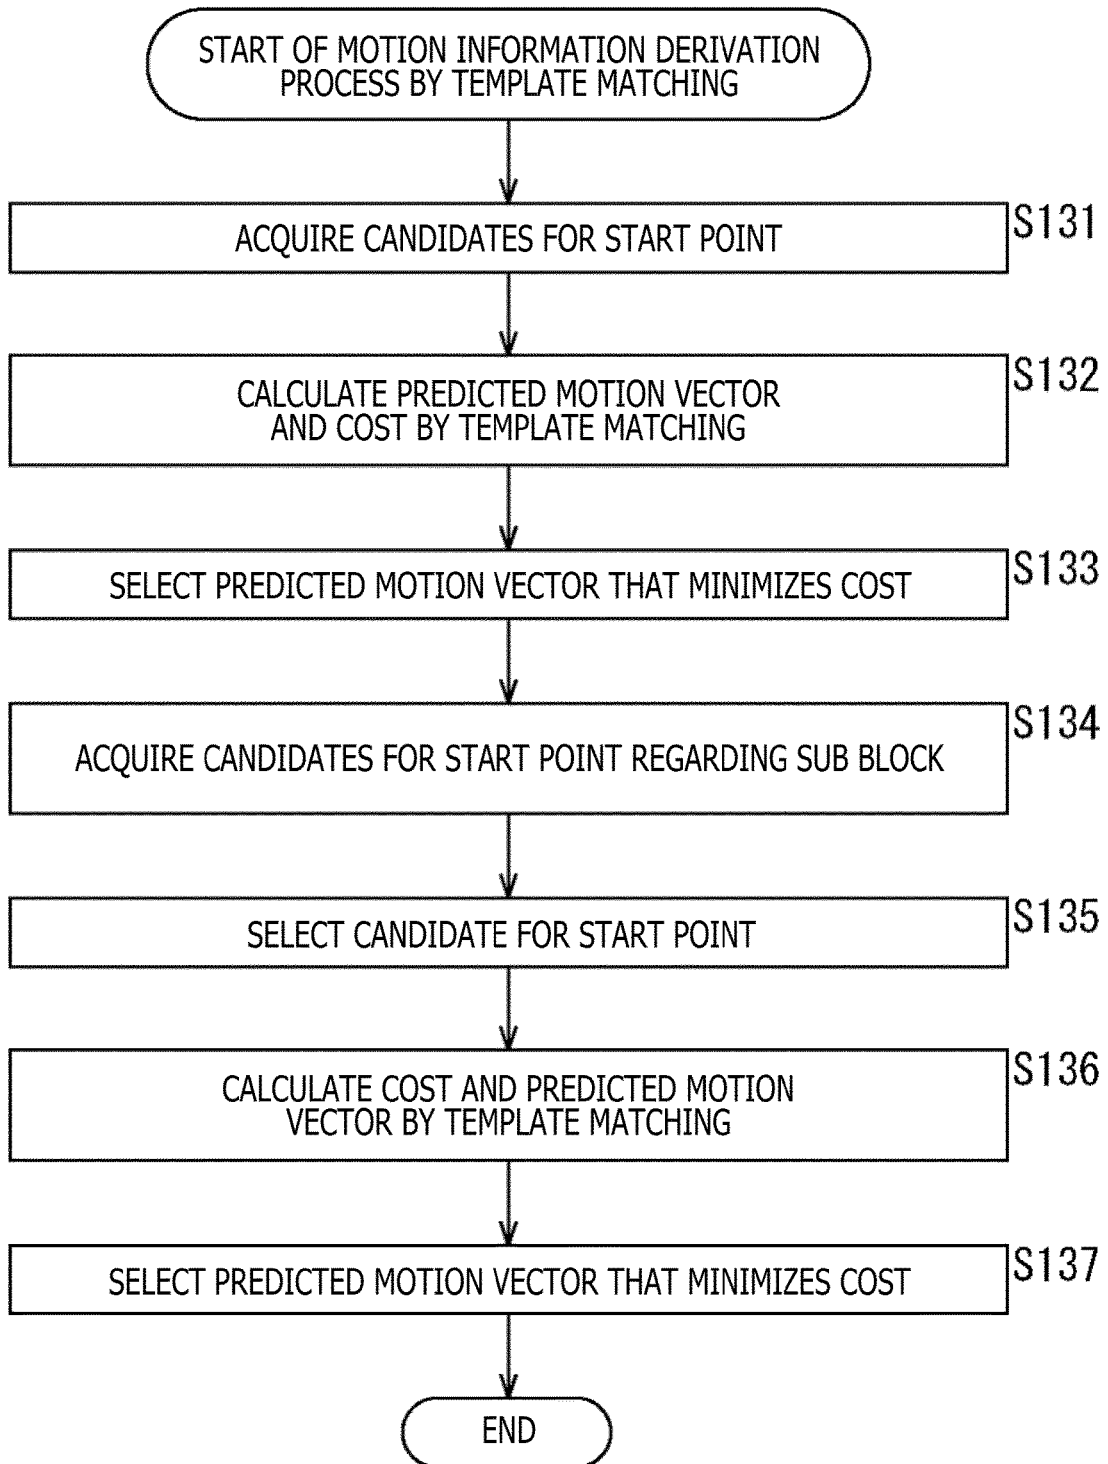 START OF MOTION INFORMATION DERIVATION
PROCESS BY TEMPLATE MATCHING
S131
ACQUIRE CANDIDATES FOR START POINT
S132
CALCULATE PREDICTED MOTION VECTOR
AND COST BY TEMPLATE MATCHING
S133
SELECT PREDICTED MOTION VECTOR THAT MINIMIZES COST
S134
ACQUIRE CANDIDATES FOR START POINT REGARDING SUB BLOCK
S135
SELECT CANDIDATE FOR START POINT
S136
CALCULATE COST AND PREDICTED MOTION
VECTOR BY TEMPLATE MATCHING
S137
SELECT PREDICTED MOTION VECTOR THAT MINIMIZES COST
END